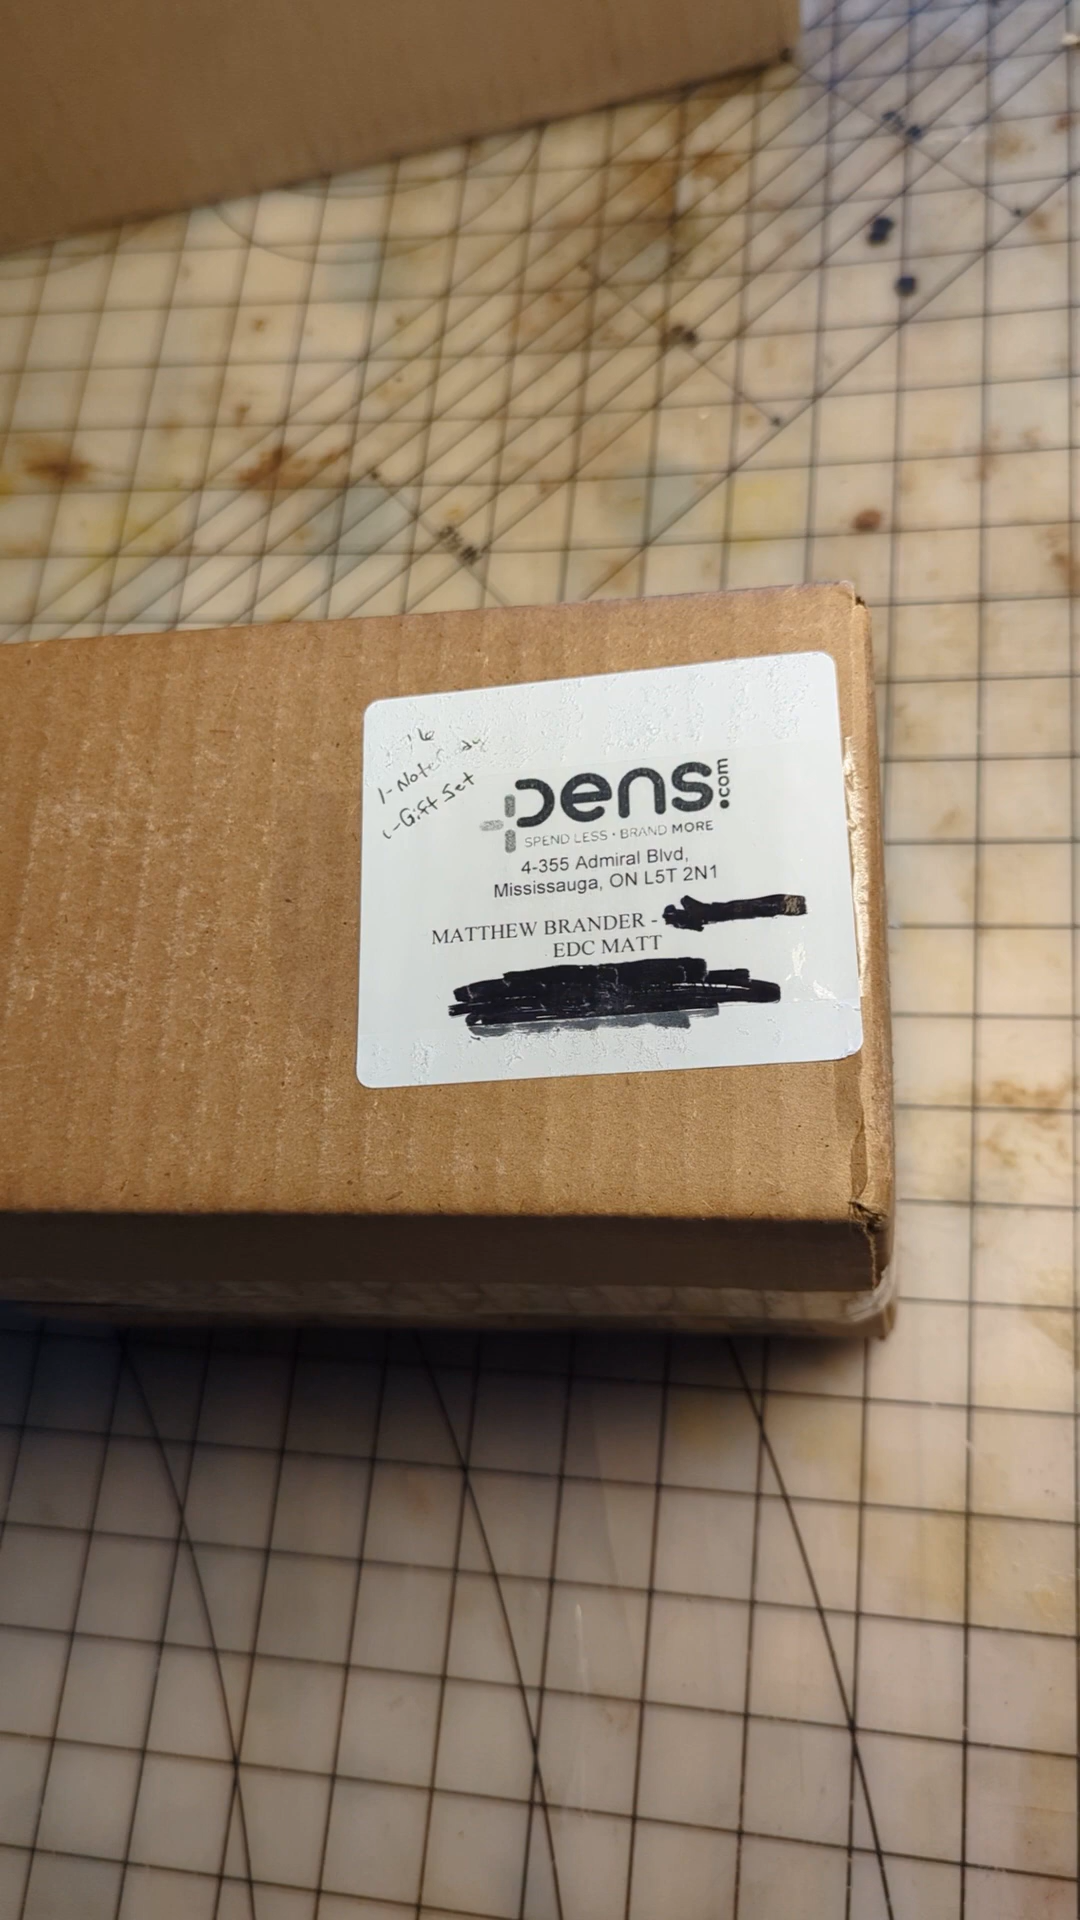 1-Note
1-Gift Set
pens.com
SPEND LESS • BRAND MORE
4-355 Admiral Blvd,
Mississauga, ON L5T 2N1
MATTHEW BRANDER -
EDC MATT